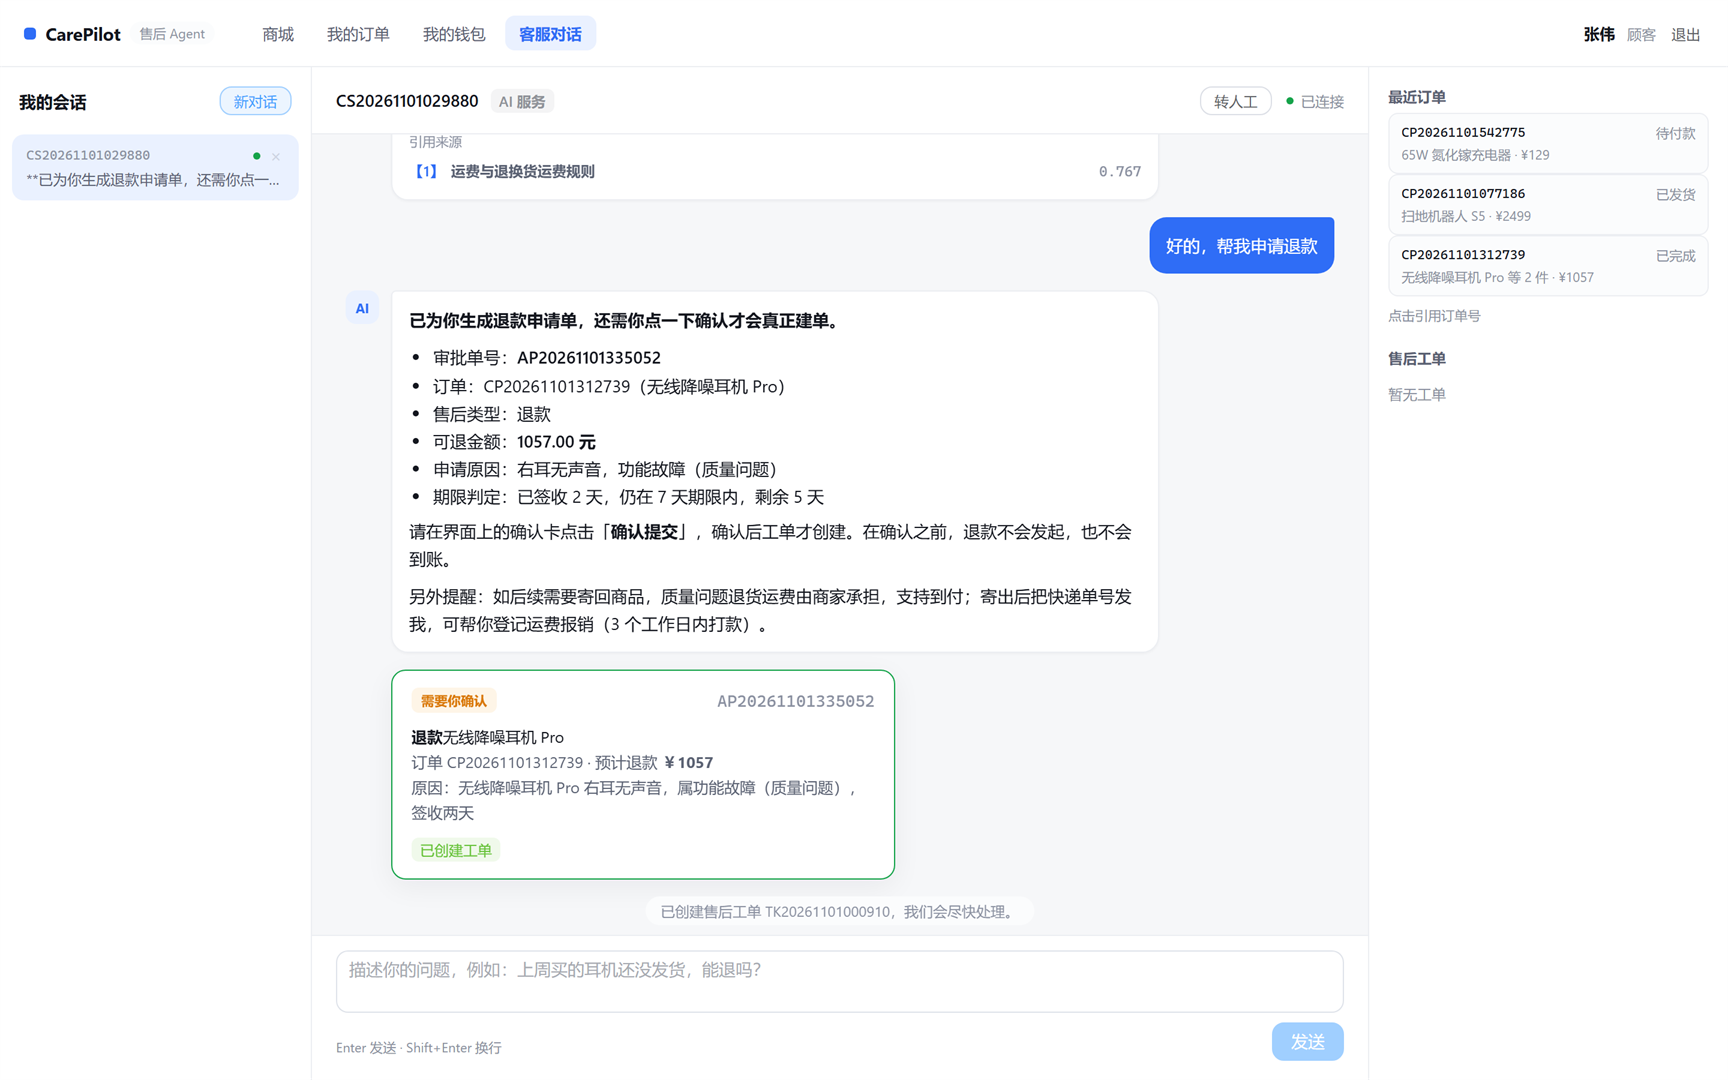 CarePilot 售后 Agent 商城 我的订单 我的钱包 客服对话 张伟 顾客 退出
我的会话 新对话
CS20261101029880 ×
**已为你生成退款申请单，还需你点一...
CS20261101029880 AI 服务 转人工 已连接
引用来源
【1】 运费与退换货运费规则 0.767
好的，帮我申请退款
AI
已为你生成退款申请单，还需你点一下确认才会真正建单。
• 审批单号：AP20261101335052
• 订单：CP20261101312739（无线降噪耳机 Pro）
• 售后类型：退款
• 可退金额：1057.00 元
• 申请原因：右耳无声音，功能故障（质量问题）
• 期限判定：已签收 2 天，仍在 7 天期限内，剩余 5 天
请在界面上的确认卡点击「确认提交」，确认后工单才创建。在确认之前，退款不会发起，也不会
到账。
另外提醒：如后续需要寄回商品，质量问题退货运费由商家承担，支持到付；寄出后把快递单号发
我，可帮你登记运费报销（3 个工作日内打款）。
需要你确认 AP20261101335052
退款无线降噪耳机 Pro
订单 CP20261101312739 · 预计退款 ¥1057
原因：无线降噪耳机 Pro 右耳无声音，属功能故障（质量问题），
签收两天
已创建工单
已创建售后工单 TK20261101000910，我们会尽快处理。
描述你的问题，例如：上周买的耳机还没发货，能退吗？
Enter 发送 · Shift+Enter 换行
发送
最近订单
CP20261101542775 待付款
65W 氮化镓充电器 · ¥129
CP20261101077186 已发货
扫地机器人 S5 · ¥2499
CP20261101312739 已完成
无线降噪耳机 Pro 等 2 件 · ¥1057
点击引用订单号
售后工单
暂无工单